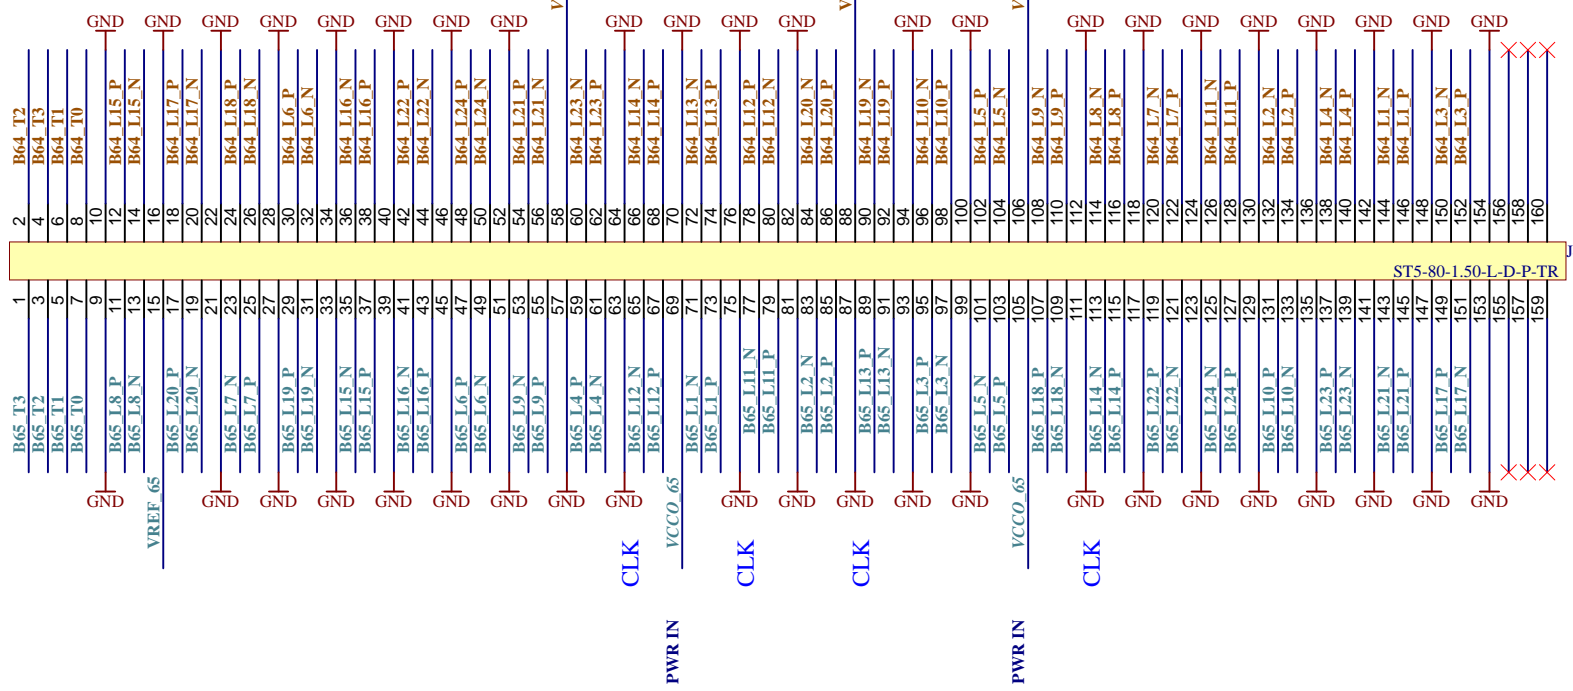 V
V
V
GND GND GND GND GND GND GND GND GND GND GND GND GND GND GND GND GND GND GND GND GND
B64_T2
B64_T3
B64_T1
B64_T0
B64_L15_P
B64_L15_N
B64_L17_P
B64_L17_N
B64_L18_P
B64_L18_N
B64_L6_P
B64_L6_N
B64_L16_N
B64_L16_P
B64_L22_P
B64_L22_N
B64_L24_P
B64_L24_N
B64_L21_P
B64_L21_N
B64_L23_N
B64_L23_P
B64_L14_N
B64_L14_P
B64_L13_N
B64_L13_P
B64_L12_P
B64_L12_N
B64_L20_N
B64_L20_P
B64_L19_N
B64_L19_P
B64_L10_N
B64_L10_P
B64_L5_P
B64_L5_N
B64_L9_N
B64_L9_P
B64_L8_N
B64_L8_P
B64_L7_N
B64_L7_P
B64_L11_N
B64_L11_P
B64_L2_N
B64_L2_P
B64_L4_N
B64_L4_P
B64_L1_N
B64_L1_P
B64_L3_N
B64_L3_P
2 4 6 8 10 12 14 16 18 20 22 24 26 28 30 32 34 36 38 40 42 44 46 48 50 52 54 56 58 60 62 64 66 68 70 72 74 76 78 80 82 84 86 88 90 92 94 96 98 100 102 104 106 108 110 112 114 116 118 120 122 124 126 128 130 132 134 136 138 140 142 144 146 148 150 152 154 156 158 160
J
ST5-80-1.50-L-D-P-TR
1 3 5 7 9 11 13 15 17 19 21 23 25 27 29 31 33 35 37 39 41 43 45 47 49 51 53 55 57 59 61 63 65 67 69 71 73 75 77 79 81 83 85 87 89 91 93 95 97 99 101 103 105 107 109 111 113 115 117 119 121 123 125 127 129 131 133 135 137 139 141 143 145 147 149 151 153 155 157 159
B65_T3
B65_T2
B65_T1
B65_T0
B65_L8_P
B65_L8_N
B65_L20_P
B65_L20_N
B65_L7_N
B65_L7_P
B65_L19_P
B65_L19_N
B65_L15_N
B65_L15_P
B65_L16_N
B65_L16_P
B65_L6_P
B65_L6_N
B65_L9_N
B65_L9_P
B65_L4_P
B65_L4_N
B65_L12_N
B65_L12_P
B65_L1_N
B65_L1_P
B65_L11_N
B65_L11_P
B65_L2_N
B65_L2_P
B65_L13_P
B65_L13_N
B65_L3_P
B65_L3_N
B65_L5_N
B65_L5_P
B65_L18_P
B65_L18_N
B65_L14_N
B65_L14_P
B65_L22_P
B65_L22_N
B65_L24_N
B65_L24_P
B65_L10_P
B65_L10_N
B65_L23_P
B65_L23_N
B65_L21_N
B65_L21_P
B65_L17_P
B65_L17_N
GND GND GND GND GND GND GND GND GND GND GND GND GND GND GND GND GND GND GND GND GND GND
VREF_65
VCCO_65
VCCO_65
CLK CLK CLK CLK
PWR IN
PWR IN